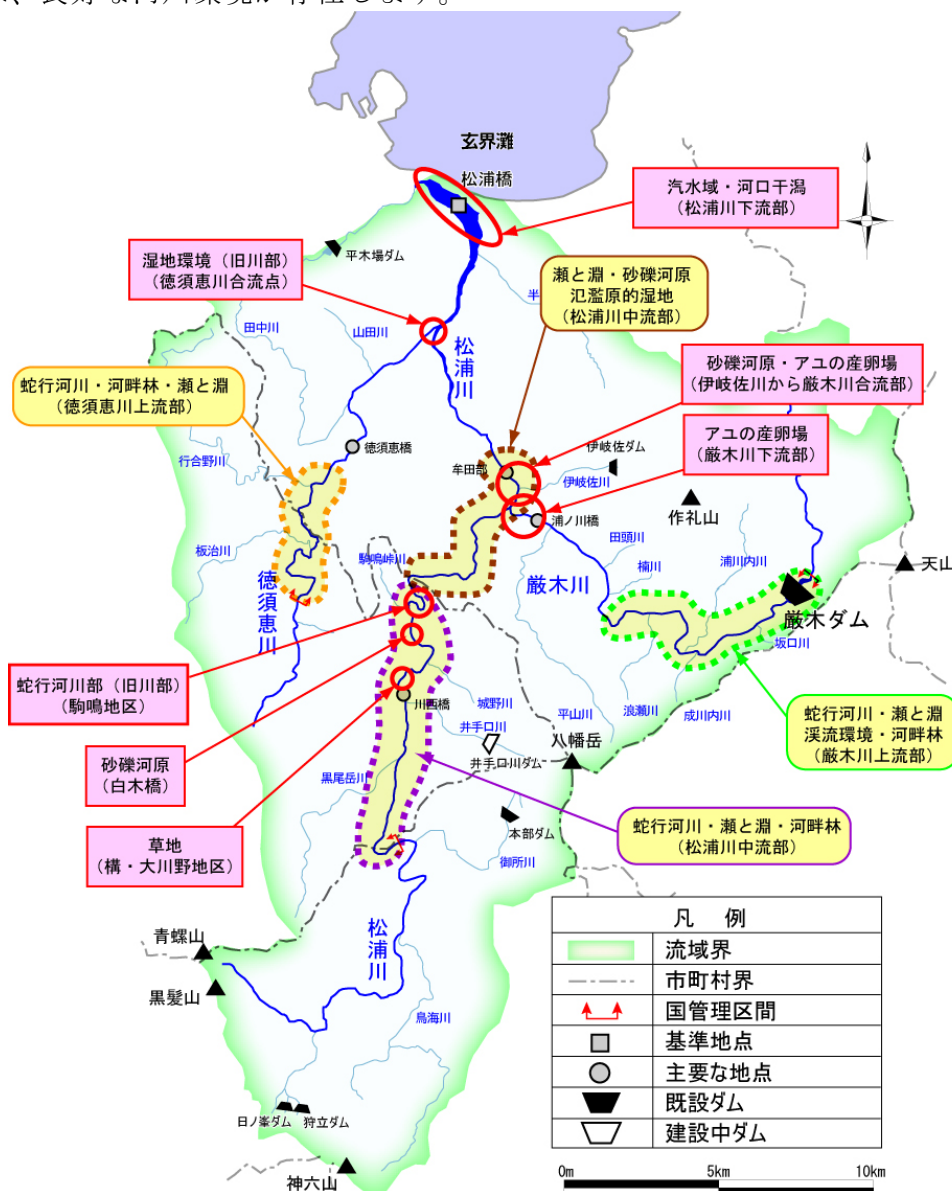 、良好な河川環境が存在します。
玄界灘
松浦橋
汽水域・河口干潟
(松浦川下流部)
平木場ダム
湿地環境（旧川部）
(徳須恵川合流点)
瀬と淵・砂礫河原
氾濫原的湿地
(松浦川中流部)
半
田中川
山田川
松浦川
砂礫河原・アユの産卵場
(伊岐佐川から厳木川合流部)
蛇行河川・河畔林・瀬と淵
(徳須恵川上流部)
徳須恵橋
アユの産卵場
(厳木川下流部)
伊岐佐ダム
牟田部
伊岐佐川
行合野川
作礼山
浦ノ川橋
田頭川
板治川
駒鳴峠川
楠川
浦川内川
天山
徳須恵川
厳木川
厳木ダム
坂口川
蛇行河川部（旧川部）
(駒鳴地区)
川西橋
城野川
井手口川
平山川
浪瀬川
成川内川
蛇行河川・瀬と淵
渓流環境・河畔林
(厳木川上流部)
砂礫河原
(白木橋)
八幡岳
井手口川ダム
黒尾岳川
本部ダム
蛇行河川・瀬と淵・河畔林
(松浦川中流部)
草地
(構・大川野地区)
御所川
青螺山
松浦川
黒髪山
鳥海川
日ノ峯ダム
狩立ダム
神六山
凡 例
流域界
市町村界
国管理区間
基準地点
主要な地点
既設ダム
建設中ダム
0m 5km 10km